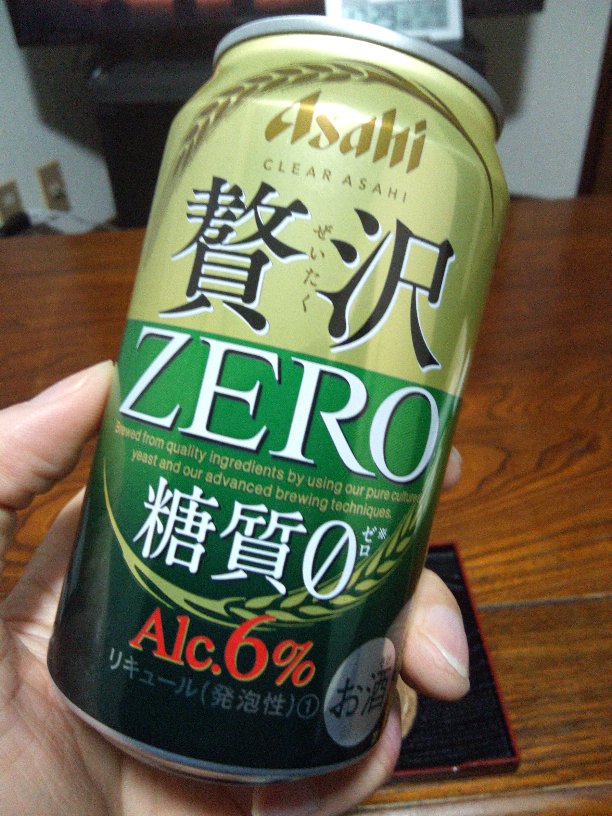 Asahi
CLEAR ASAHI
贅沢
ぜいたく
ZERO
Brewed from quality ingredients by using our pure cultured
yeast and our advanced brewing techniques.
糖質0※
ゼロ
Alc.6%
リキュール(発泡性)①
お酒